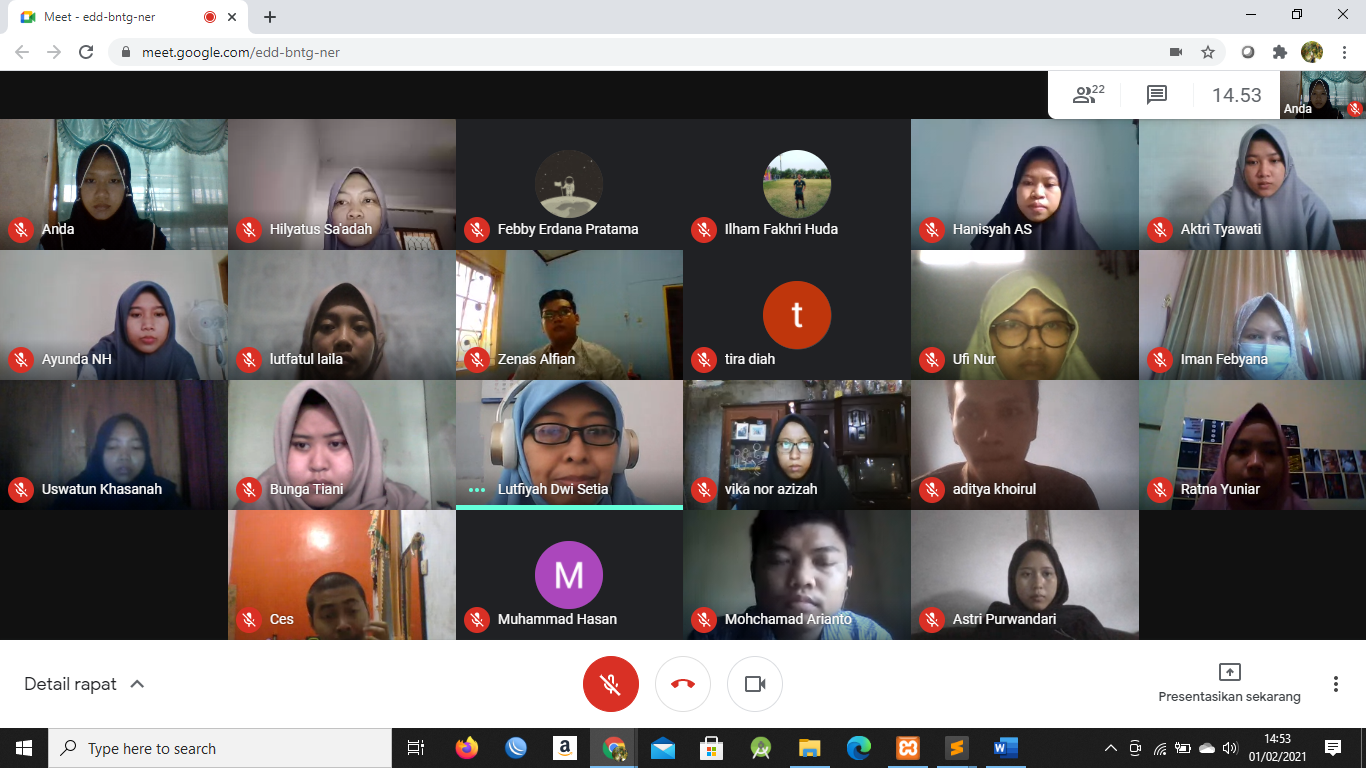 Meet - edd-bntg-ner
meet.google.com/edd-bntg-ner
22
14.53
Anda
Anda
Hilyatus Sa'adah
Febby Erdana Pratama
Ilham Fakhri Huda
Hanisyah AS
Aktri Tyawati
Ayunda NH
lutfatul laila
Zenas Alfian
t
tira diah
Ufi Nur
Iman Febyana
Uswatun Khasanah
Bunga Tiani
Lutfiyah Dwi Setia
vika nor azizah
aditya khoirul
Ratna Yuniar
Ces
M
Muhammad Hasan
Mohchamad Arianto
Astri Purwandari
Detail rapat
Presentasikan sekarang
Type here to search
a
W
14:53
01/02/2021